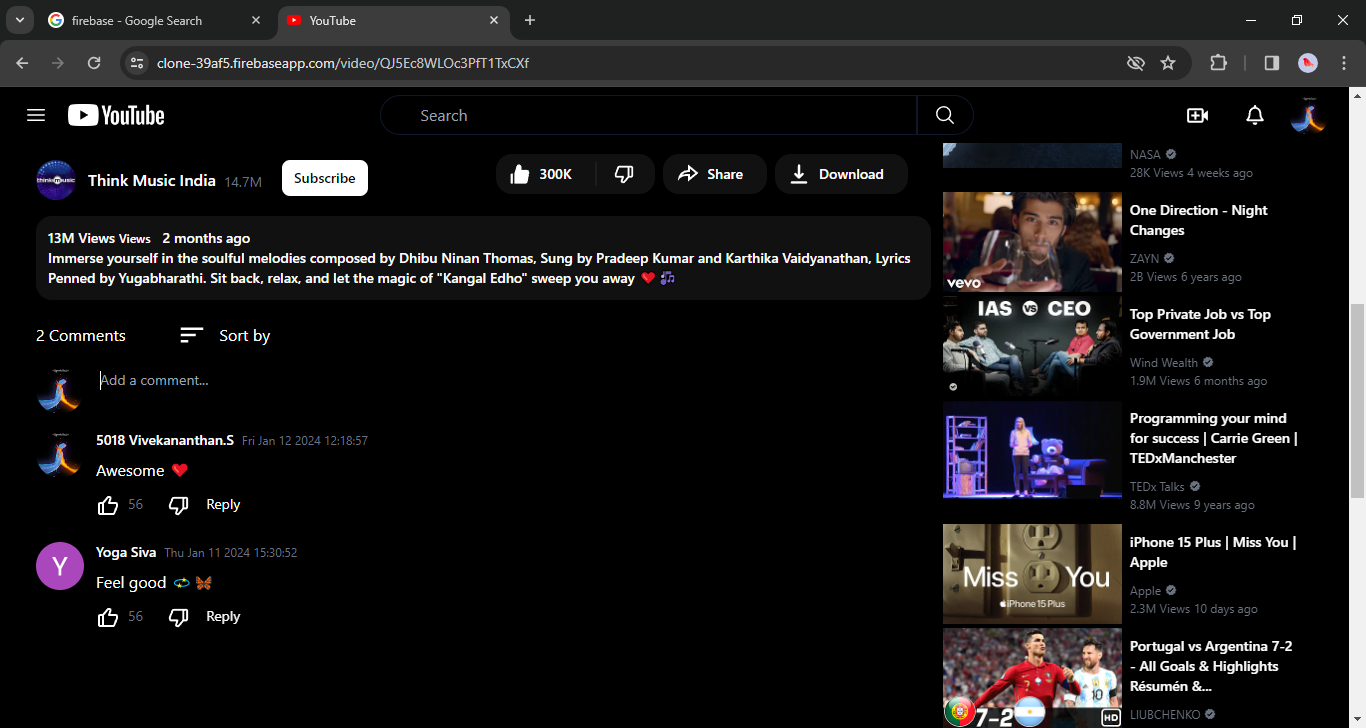 firebase - Google Search
YouTube
clone-39af5.firebaseapp.com/video/QJ5Ec8WLOc3PfT1TxCXf
YouTube
Search
think music
Think Music India 14.7M
Subscribe
300K
Share
Download
13M Views Views 2 months ago
Immerse yourself in the soulful melodies composed by Dhibu Ninan Thomas, Sung by Pradeep Kumar and Karthika Vaidyanathan, Lyrics
Penned by Yugabharathi. Sit back, relax, and let the magic of "Kangal Edho" sweep you away ❤️ 🎶
2 Comments
Sort by
Add a comment...
5018 Vivekananthan.S Fri Jan 12 2024 12:18:57
Awesome ❤️
56
Reply
Y
Yoga Siva Thu Jan 11 2024 15:30:52
Feel good 💫 🦋
56
Reply
NASA
28K Views 4 weeks ago
vevo
One Direction - Night
Changes
ZAYN
2B Views 6 years ago
IAS VS CEO
Top Private Job vs Top
Government Job
Wind Wealth
1.9M Views 6 months ago
Programming your mind
for success | Carrie Green |
TEDxManchester
TEDx Talks
8.8M Views 9 years ago
Miss You
iPhone 15 Plus
iPhone 15 Plus | Miss You |
Apple
Apple
2.3M Views 10 days ago
7-2
10
HD
Portugal vs Argentina 7-2
- All Goals & Highlights
Résumén &...
LIUBCHENKO